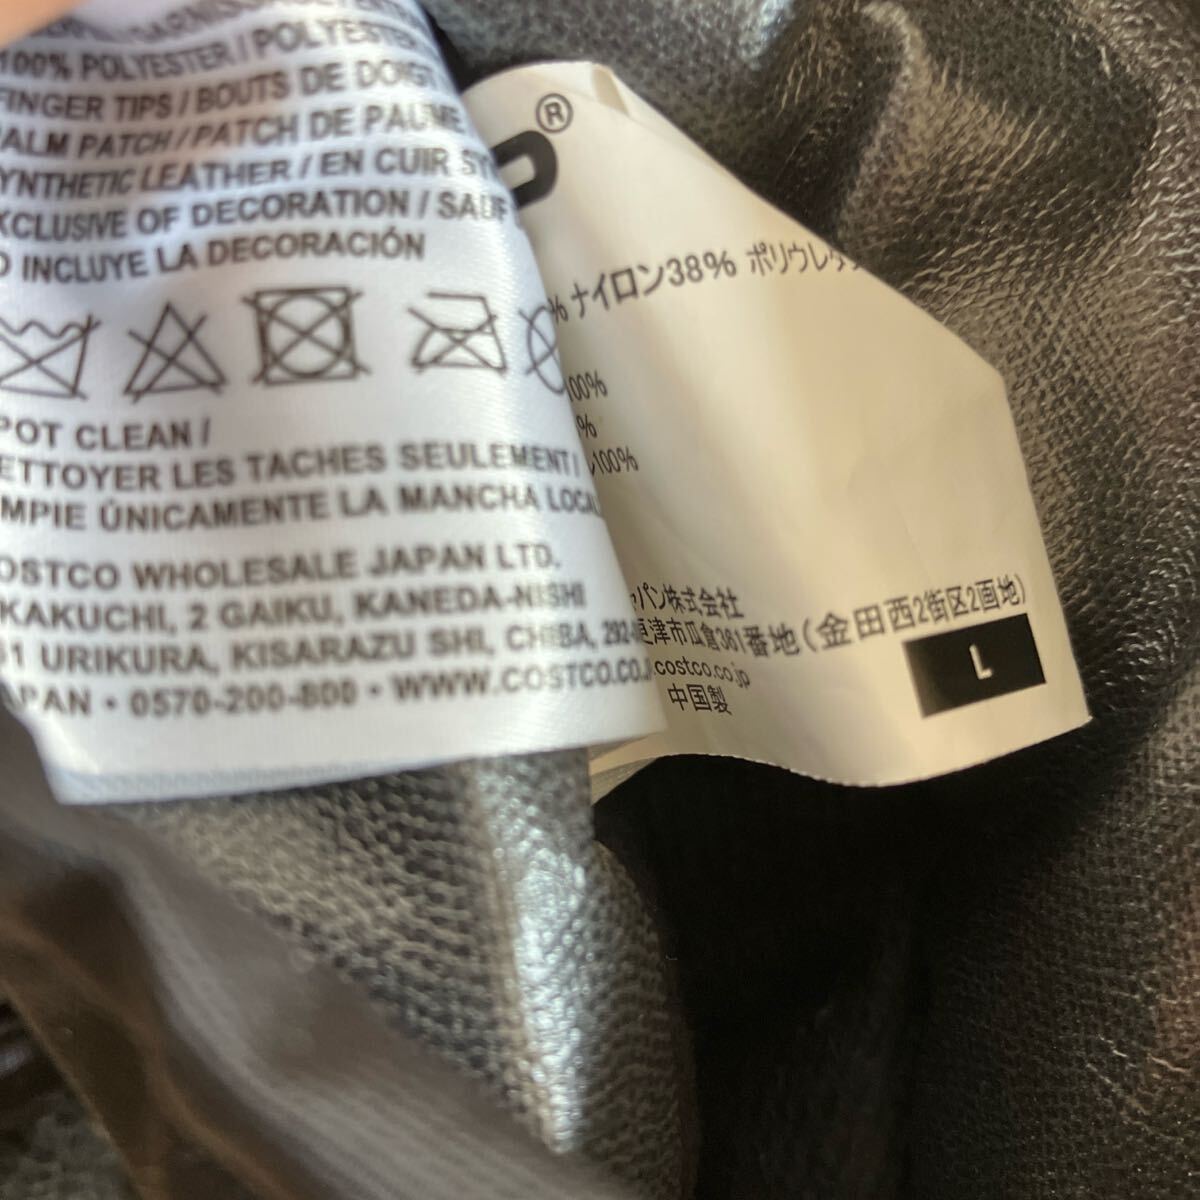 100% POLYESTER / POLYESTER
FINGER TIPS / BOUTS DE DOIGT
PALM PATCH / PATCH DE PAUME
SYNTHETIC LEATHER / EN CUIR
EXCLUSIVE OF DECORATION / SAUF
INCLUYE LA DECORACIÓN
SPOT CLEAN /
NETTOYER LES TACHES SEULEMENT /
LIMPIE ÚNICAMENTE LA MANCHA
COSTCO WHOLESALE JAPAN LTD.
KAKUCHI, 2 GAIKU, KANEDA-NISHI
URIKURA, KISARAZU SHI, CHIBA,
JAPAN • 0570-200-800 • WWW.COSTCO.CO
®
% ナイロン38% ポリウレタン
100%
%
100%
パン株式会社
更津市瓜倉361番地(金田西2街区2画地)
.costco.co.jp
中国製
L